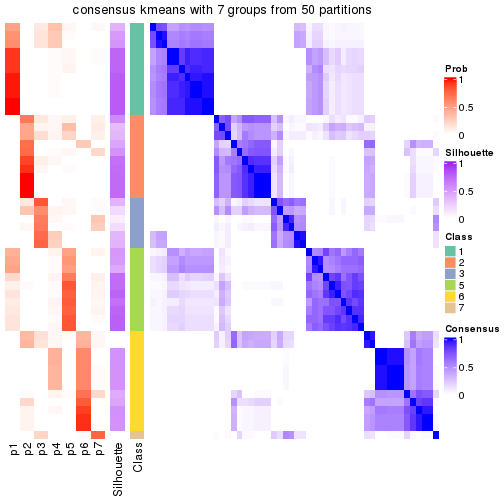 consensus kmeans with 7 groups from 50 partitions
Prob
1
0.5
0
Silhouette
1
0.5
0
Class
1
2
3
5
6
7
Consensus
1
0.5
0
p1
p2
p3
p4
p5
p6
p7
Silhouette
Class